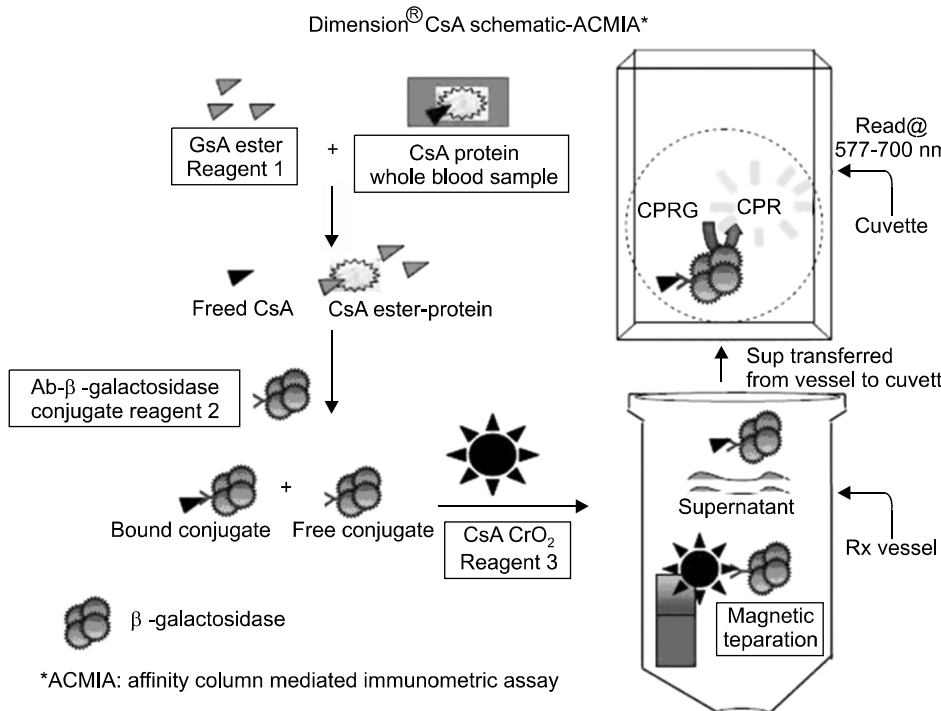 Dimension® CsA schematic-ACMIA*
GsA ester
Reagent 1
+
CsA protein
whole blood sample
Freed CsA
CsA ester-protein
Ab-β -galactosidase
conjugate reagent 2
Bound conjugate
+
Free conjugate
CsA CrO₂
Reagent 3
β -galactosidase
*ACMIA: affinity column mediated immunometric assay
CPRG
CPR
Read@
577-700 nm
Cuvette
Sup transferred
from vessel to cuvett
Supernatant
Rx vessel
Magnetic
teparation